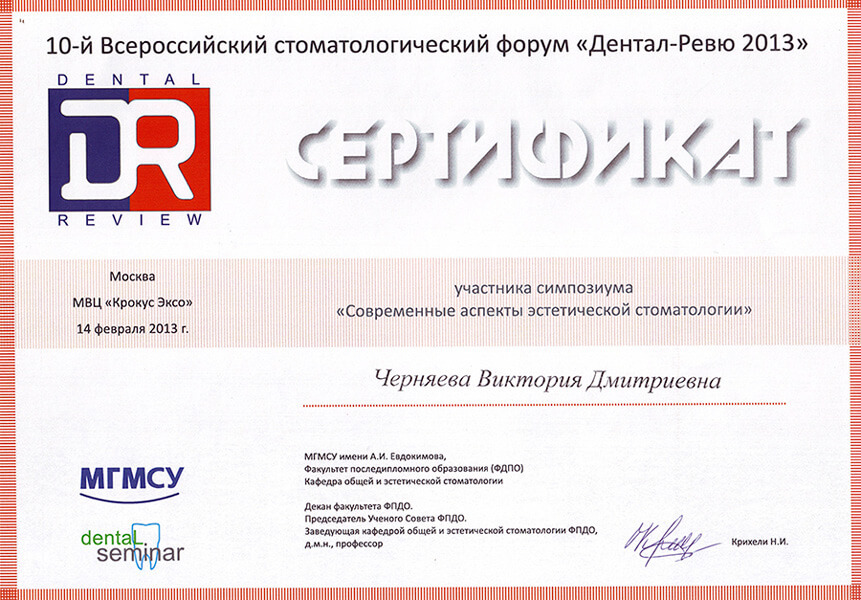 10-й Всероссийский стоматологический форум «Дентал-Ревю 2013»
DENTAL
DR
REVIEW
СЕРТИФИКАТ
Москва
МВЦ «Крокус Эксо»
14 февраля 2013 г.
участника симпозиума
«Современные аспекты эстетической стоматологии»
Черняева Виктория Дмитриевна
МГМСУ
dental
seminar
МГМСУ имени А.И. Евдокимова,
Факультет последипломного образования (ФДПО)
Кафедра общей и эстетической стоматологии
Декан факультета ФПДО.
Председатель Ученого Совета ФПДО.
Заведующая кафедрой общей и эстетической стоматологии ФПДО,
д.м.н., профессор
Крихели Н.И.